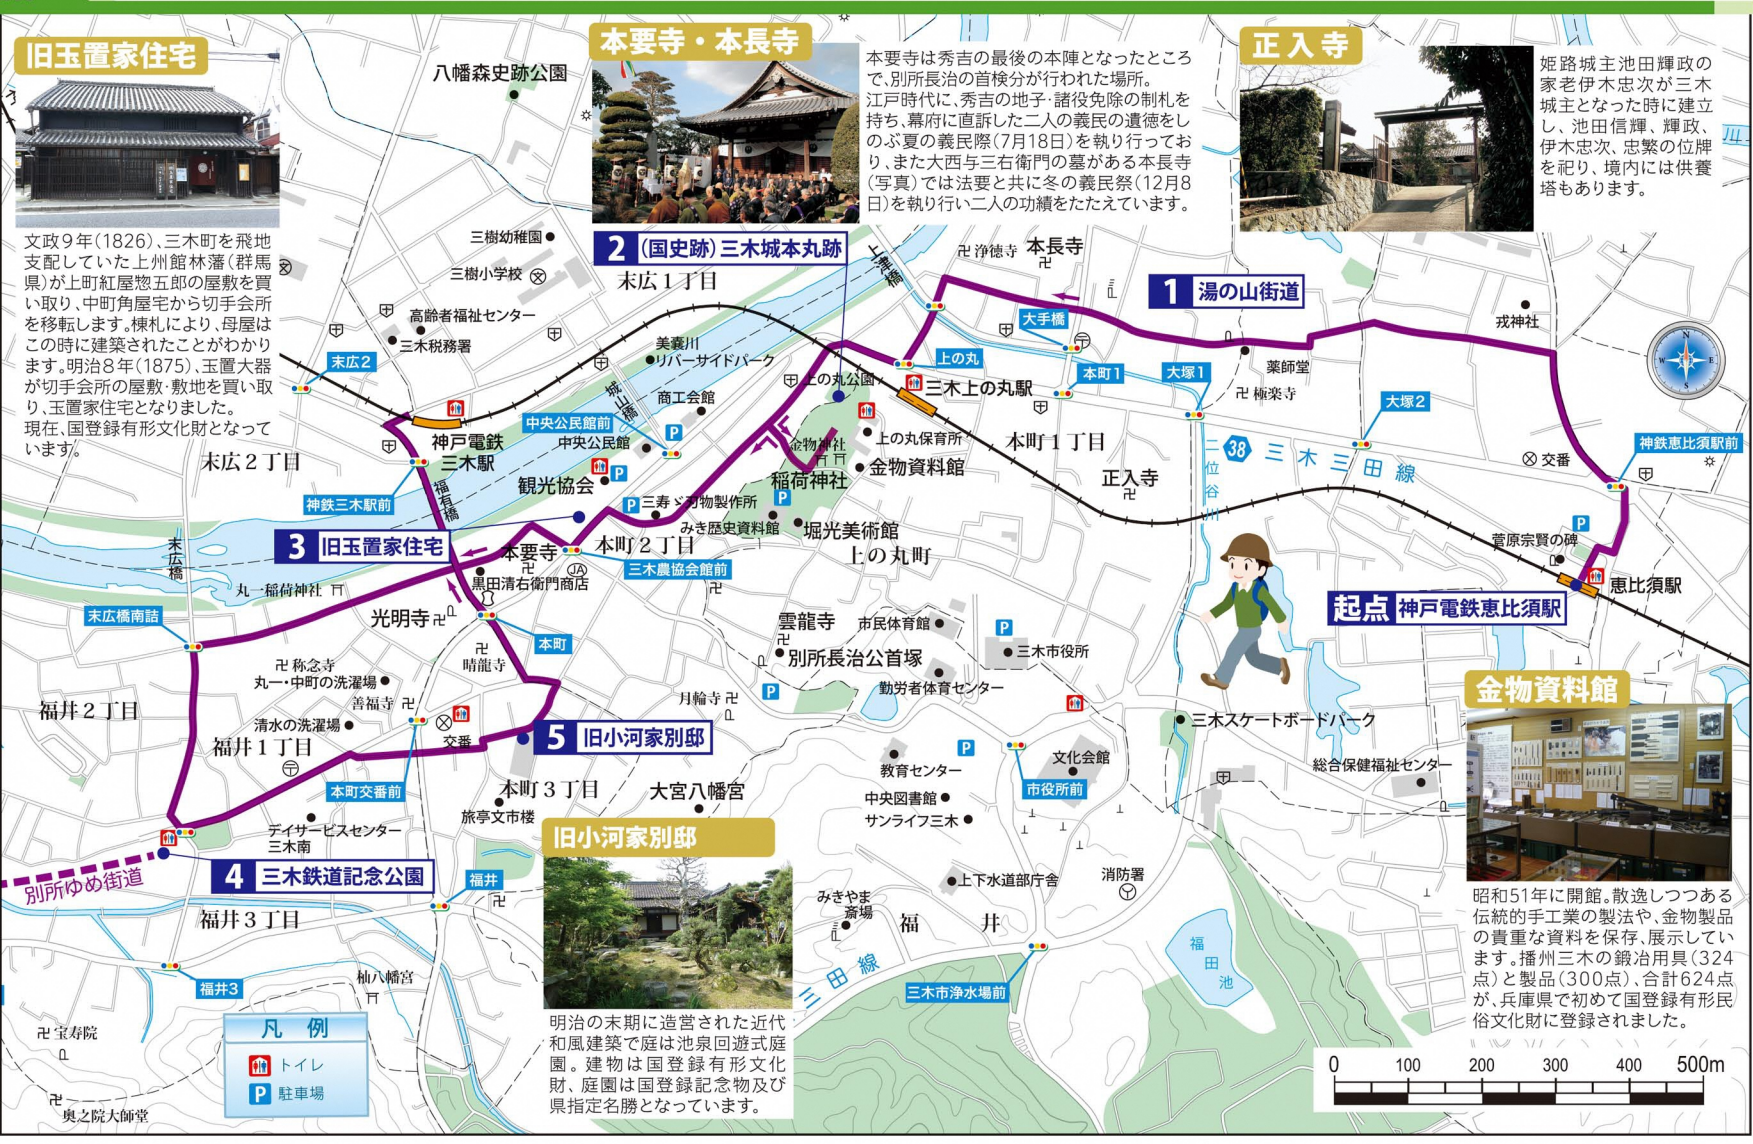 旧玉置家住宅
文政9年(1826)、三木町を飛地
支配していた上州館林藩(群馬
県)が上町紅屋惣五郎の屋敷を買
い取り、中町角屋宅から切手会所
を移転します。棟札により、母屋は
この時に建築されたことがわかり
ます。明治8年(1875)、玉置大器
が切手会所の屋敷・敷地を買い取
り、玉置家住宅となりました。
現在、国登録有形文化財となって
います。
本要寺・本長寺
本要寺は秀吉の最後の本陣となったところ
で、別所長治の首検分が行われた場所。
江戸時代に、秀吉の地子・諸役免除の制札を
持ち、幕府に直訴した二人の義民の遺徳をし
のぶ夏の義民際(7月18日)を執り行ってお
り、また大西与三右衛門の墓がある本長寺
(写真)では法要と共に冬の義民祭(12月8
日)を執り行い二人の功績をたたえています。
正入寺
姫路城主池田輝政の
家老伊木忠次が三木
城主となった時に建立
し、池田信輝、輝政、
伊木忠次、忠繁の位牌
を祀り、境内には供養
塔もあります。
八幡森史跡公園
三樹幼稚園
三樹小学校
2 (国史跡)三木城本丸跡
末広1丁目
上津橋
卍 浄徳寺
本長寺
卍
1 湯の山街道
高齢者福祉センター
三木税務署
末広2
美嚢川
リバーサイドパーク
城山橋
商工会館
上の丸公園
上の丸
三木上の丸駅
大手橋
本町1
大塚1
薬師堂
卍 極楽寺
戎神社
大塚2
N
E
S
W
神戸電鉄
三木駅
末広2丁目
神鉄三木駅前
福有橋
中央公民館前
中央公民館
P
観光協会
P
P
三寿ゞ刃物製作所
金物神社
稲荷神社
上の丸保育所
金物資料館
P
みき歴史資料館
堀光美術館
上の丸町
本町1丁目
正入寺
卍
二位谷川
38
三木三田線
交番
神鉄恵比須駅前
P
菅原宗賢の碑
恵比須駅
起点 神戸電鉄恵比須駅
3 旧玉置家住宅
本要寺
卍
JA
本町2丁目
三木農協会館前
末広橋
丸一稲荷神社
黒田清右衛門商店
光明寺
卍
末広橋南詰
本町
卍
晴龍寺
卍
雲龍寺
卍
市民体育館
別所長治公首塚
P
三木市役所
勤労者体育センター
月輪寺 卍
P
卍 称念寺
丸一・中町の洗濯場
善福寺 卍
清水の洗濯場
福井2丁目
福井1丁目
交番
5 旧小河家別邸
本町交番前
本町3丁目
旅亭文市楼
大宮八幡宮
教育センター
P
文化会館
市役所前
中央図書館
サンライフ三木
三木スケートボードパーク
総合保健福祉センター
デイサービスセンター
三木南
別所ゆめ街道
4 三木鉄道記念公園
福井
卍
福井3丁目
福井3
杣八幡宮
卍 宝寿院
卍
奥之院大師堂
凡 例
トイレ
P 駐車場
旧小河家別邸
明治の末期に造営された近代
和風建築で庭は池泉回遊式庭
園。建物は国登録有形文化
財、庭園は国登録記念物及び
県指定名勝となっています。
上下水道部庁舎
消防署
みきやま
斎場
福 井
三田線
三木市浄水場前
福田池
金物資料館
昭和51年に開館。散逸しつつある
伝統的手工業の製法や、金物製品
の貴重な資料を保存、展示してい
ます。播州三木の鍛冶用具(324
点)と製品(300点)、合計624点
が、兵庫県で初めて国登録有形民
俗文化財に登録されました。
0 100 200 300 400 500m